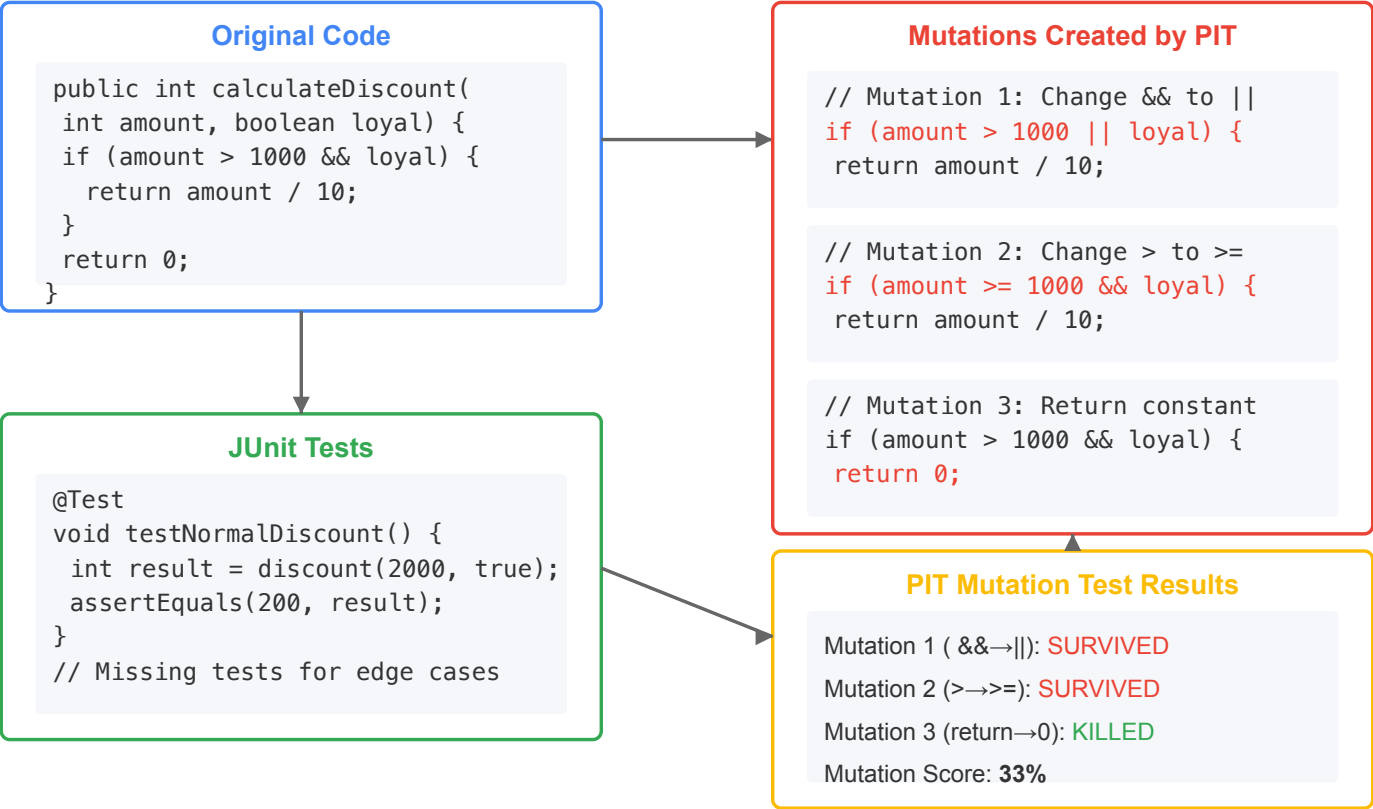 Original Code
public int calculateDiscount(
int amount, boolean loyal) {
if (amount > 1000 && loyal) {
return amount / 10;
}
return 0;
}
JUnit Tests
@Test
void testNormalDiscount() {
int result = discount(2000, true);
assertEquals(200, result);
}
// Missing tests for edge cases
Mutations Created by PIT
// Mutation 1: Change && to ||
if (amount > 1000 || loyal) {
return amount / 10;
// Mutation 2: Change > to >=
if (amount >= 1000 && loyal) {
return amount / 10;
// Mutation 3: Return constant
if (amount > 1000 && loyal) {
return 0;
PIT Mutation Test Results
Mutation 1 ( &&→||): SURVIVED
Mutation 2 (>→>=): SURVIVED
Mutation 3 (return→0): KILLED
Mutation Score: 33%